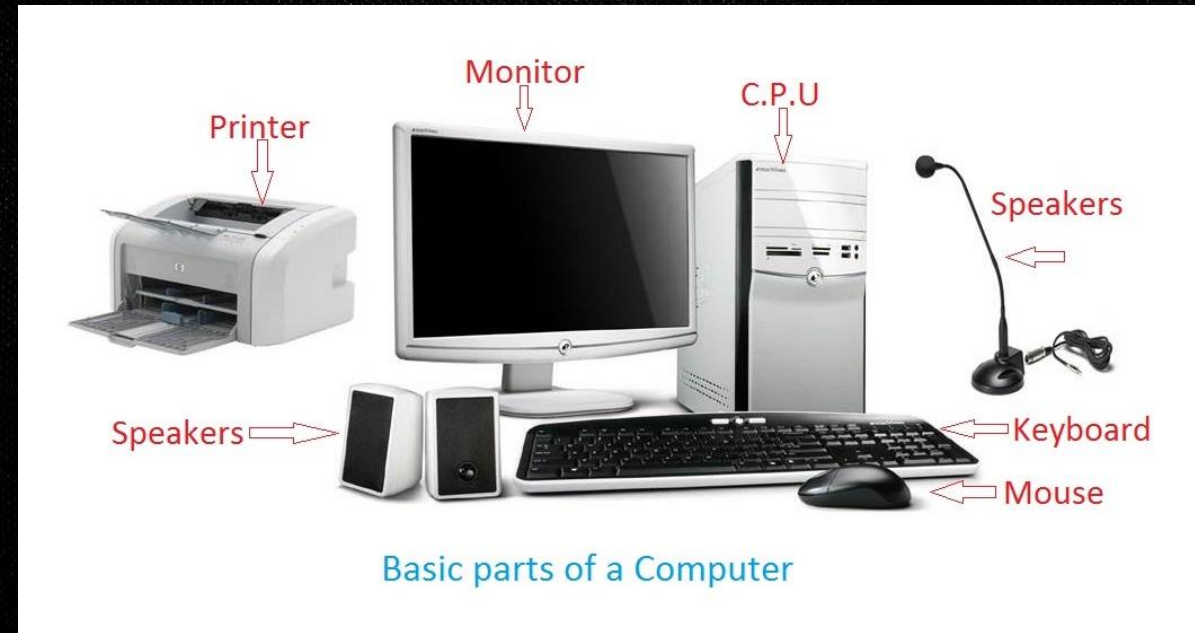 Monitor
C.P.U
Printer
Speakers
Speakers
Keyboard
Mouse
Basic parts of a Computer